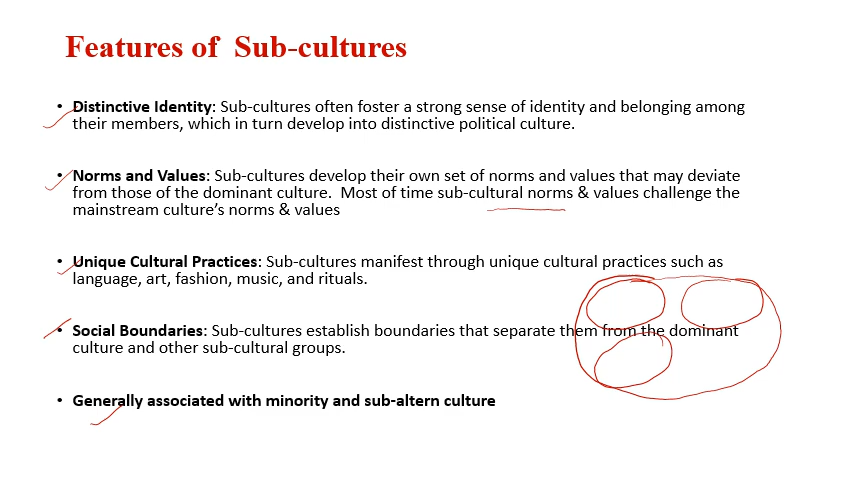 Features of Sub-cultures
• Distinctive Identity: Sub-cultures often foster a strong sense of identity and belonging among
their members, which in turn develop into distinctive political culture.
• Norms and Values: Sub-cultures develop their own set of norms and values that may deviate
from those of the dominant culture. Most of time sub-cultural norms & values challenge the
mainstream culture's norms & values
• Unique Cultural Practices: Sub-cultures manifest through unique cultural practices such as
language, art, fashion, music, and rituals.
• Social Boundaries: Sub-cultures establish boundaries that separate them from the dominant
culture and other sub-cultural groups.
• Generally associated with minority and sub-altern culture